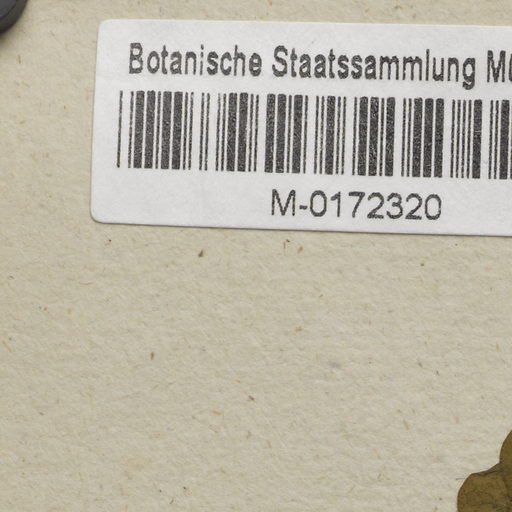 Botanische Staatssammlung
M-0172320